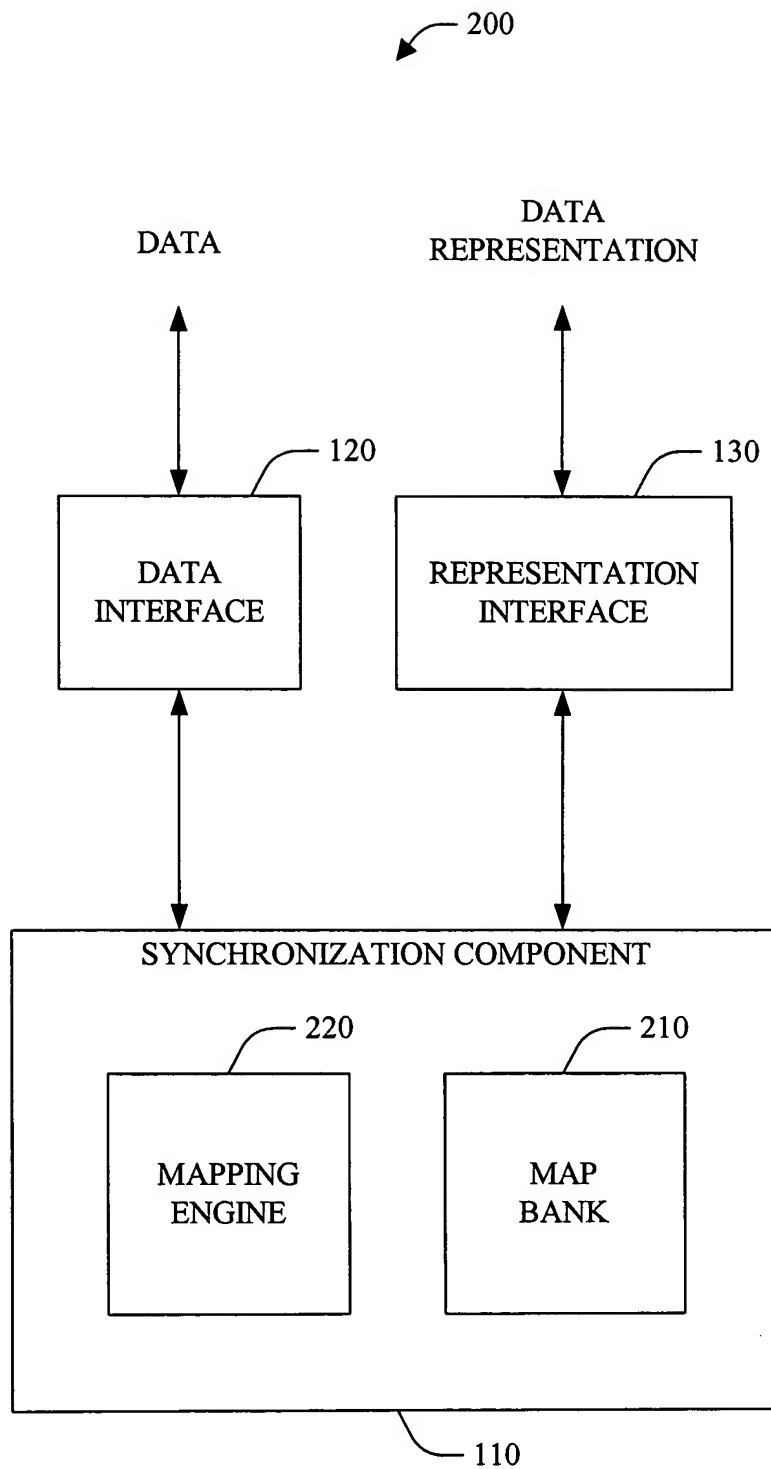 200
DATA
DATA
REPRESENTATION
120
130
DATA
INTERFACE
REPRESENTATION
INTERFACE
SYNCHRONIZATION COMPONENT
220
210
MAPPING
ENGINE
MAP
BANK
110